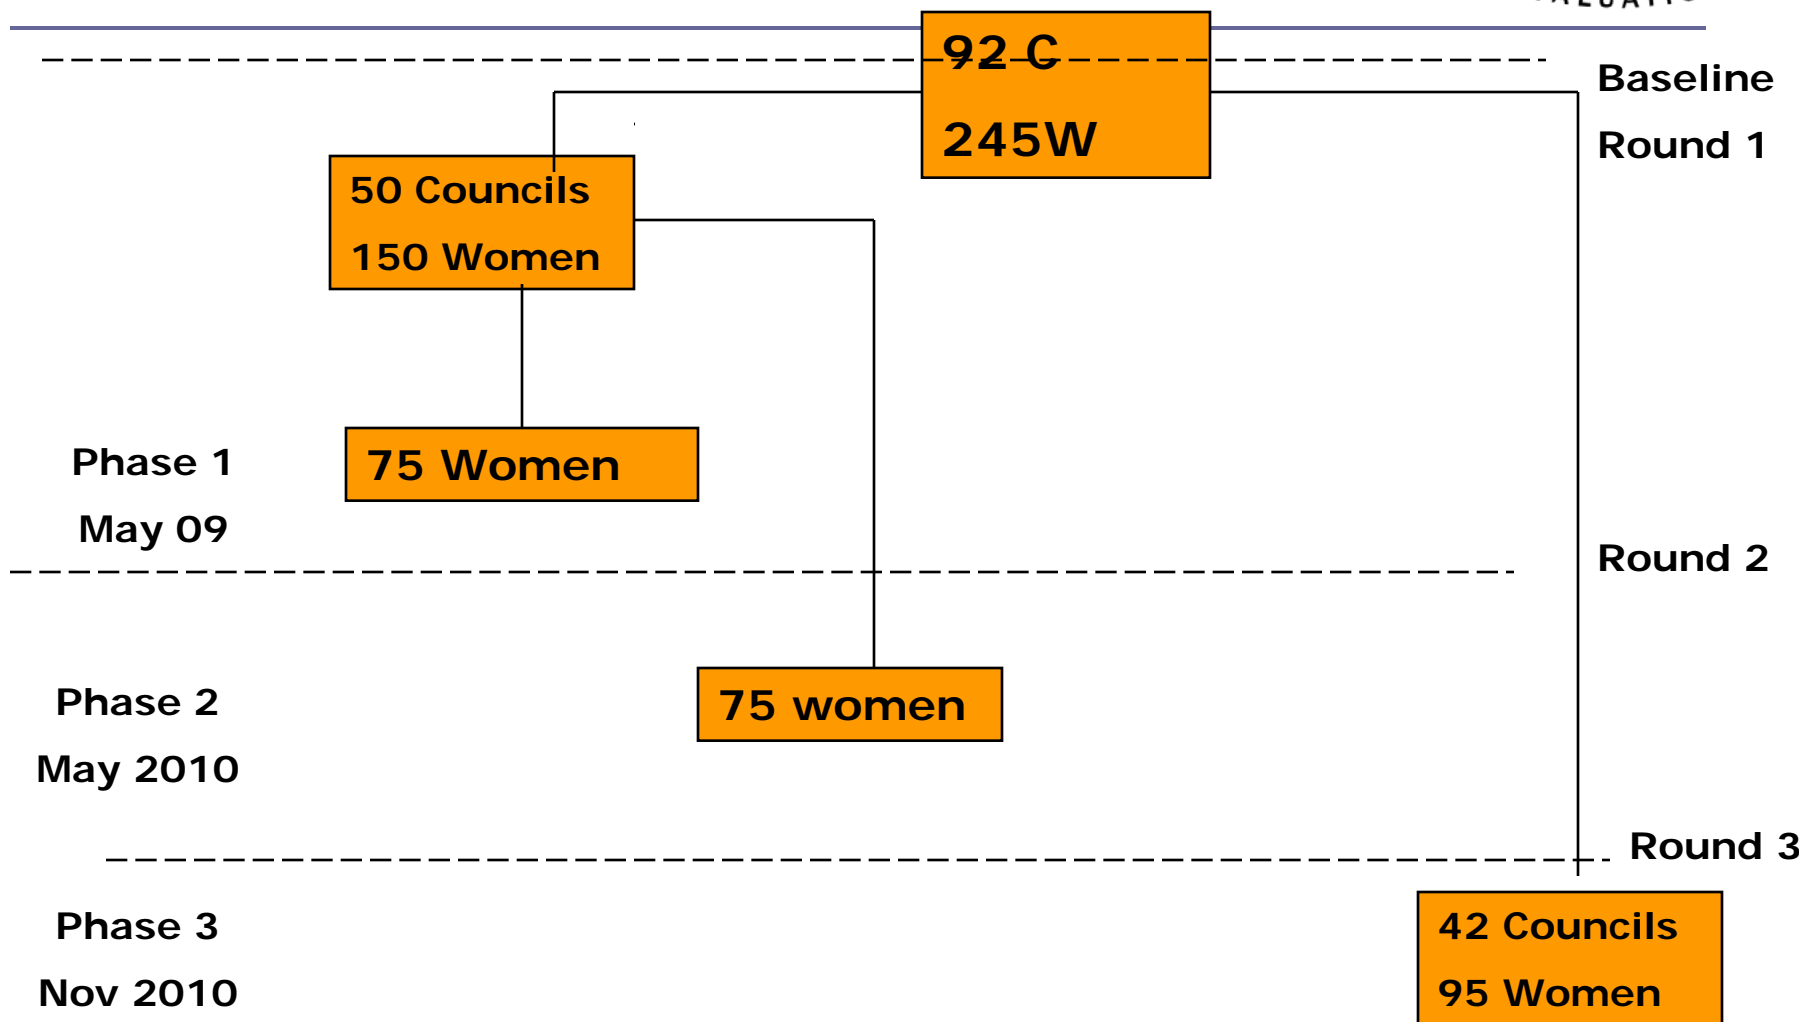 92 C
245W
Baseline
Round 1
50 Councils
150 Women
Phase 1
May 09
75 Women
Round 2
Phase 2
May 2010
75 women
Round 3
Phase 3
Nov 2010
42 Councils
95 Women